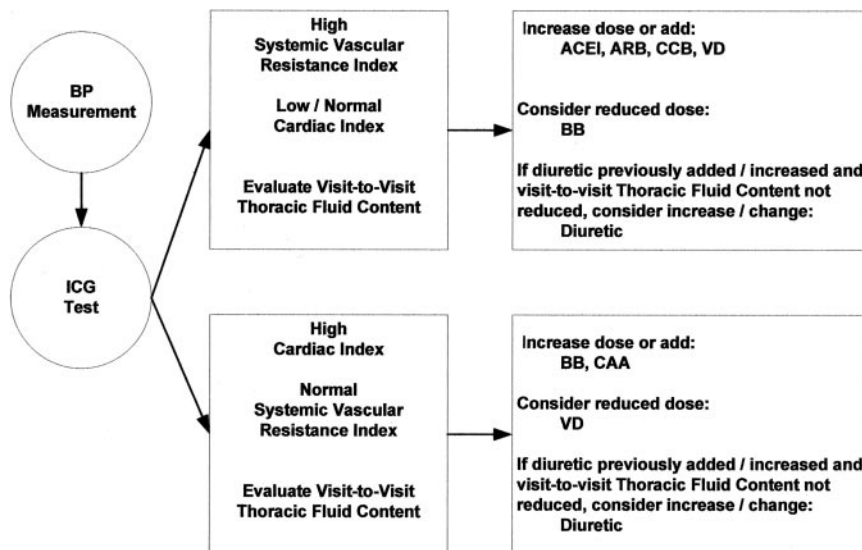 BP
Measurement
ICG
Test
High
Systemic Vascular
Resistance Index
Low / Normal
Cardiac Index
Evaluate Visit-to-Visit
Thoracic Fluid Content
Increase dose or add:
ACEI, ARB, CCB, VD
Consider reduced dose:
BB
If diuretic previously added / increased and
visit-to-visit Thoracic Fluid Content not
reduced, consider increase / change:
Diuretic
High
Cardiac Index
Normal
Systemic Vascular
Resistance Index
Evaluate Visit-to-Visit
Thoracic Fluid Content
Increase dose or add:
BB, CAA
Consider reduced dose:
VD
If diuretic previously added / increased and
visit-to-visit Thoracic Fluid Content not
reduced, consider increase / change:
Diuretic